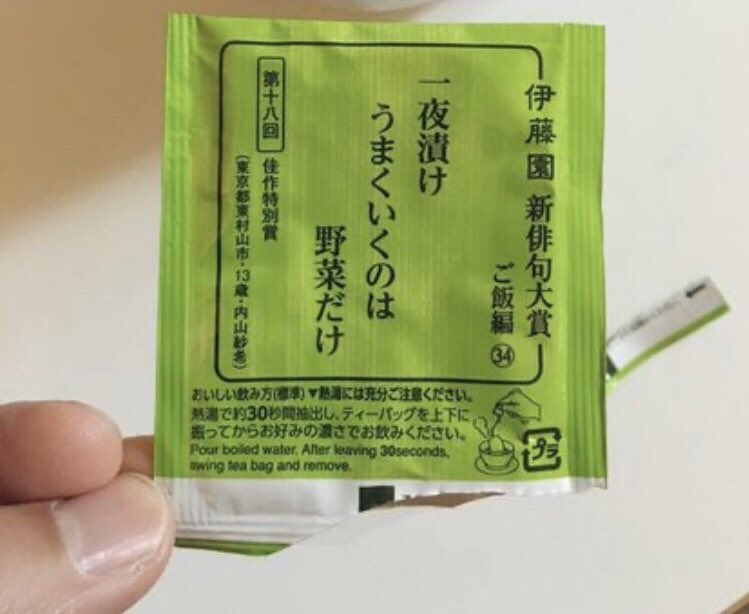 伊藤園 新俳句大賞
ご飯編 ㉞
一夜漬け
うまくいくのは
野菜だけ
第十八回
佳作特別賞
(東京都東村山市・13歳・内山紗希)
おいしい飲み方(標準)▼熱湯には充分ご注意ください。
熱湯で約30秒間抽出し、ティーバッグを上下に
振ってからお好みの濃さでお飲みください。
Pour boiled water. After leaving 30seconds,
swing tea bag and remove.
プラ